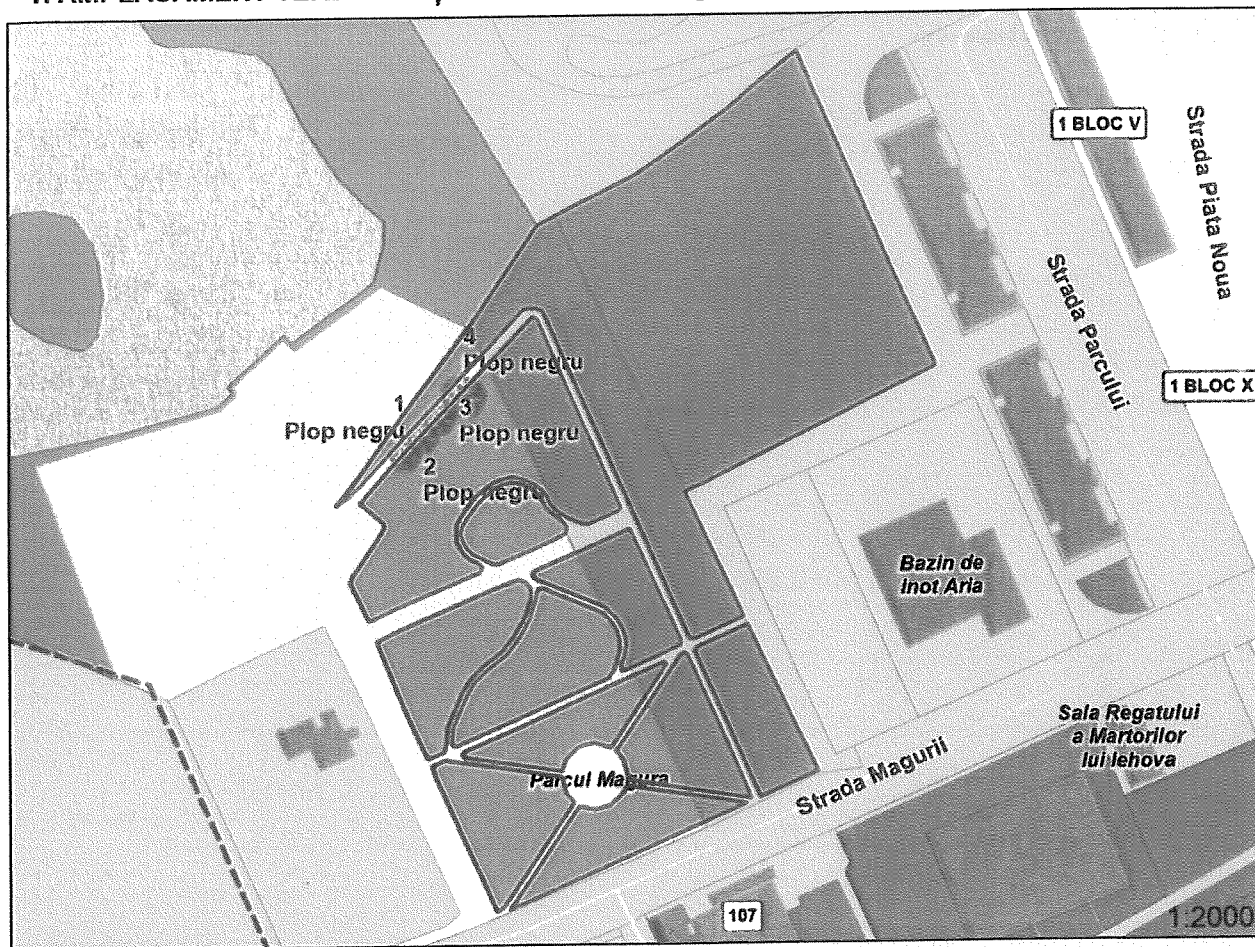 1 BLOC V
Strada Piata Noua
Strada Parcului
1 BLOC X
4
Plop negru
1
Plop negru
3
Plop negru
2
Plop negru
Bazin de
Inot Aria
Sala Regatului
a Martorilor
lui Iehova
Parcul Magura
Strada Magurii
107
1:2000